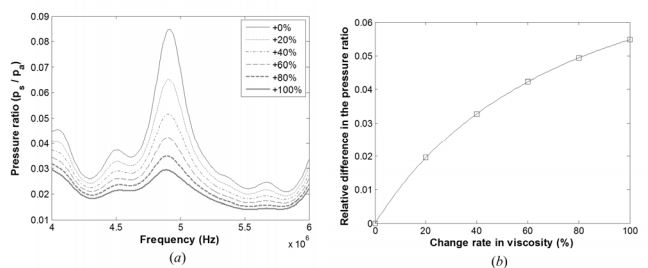 0.09
0.08
0.07
0.06
0.05
0.04
0.03
0.02
0.01
Pressure ratio (ps / pa)
+0%
+20%
+40%
+60%
+80%
+100%
4 4.5 5 5.5 6
x 10^6
Frequency (Hz)
(a)
0.06
0.05
0.04
0.03
0.02
0.01
0
Relative difference in the pressure ratio
0 20 40 60 80 100
Change rate in viscosity (%)
(b)